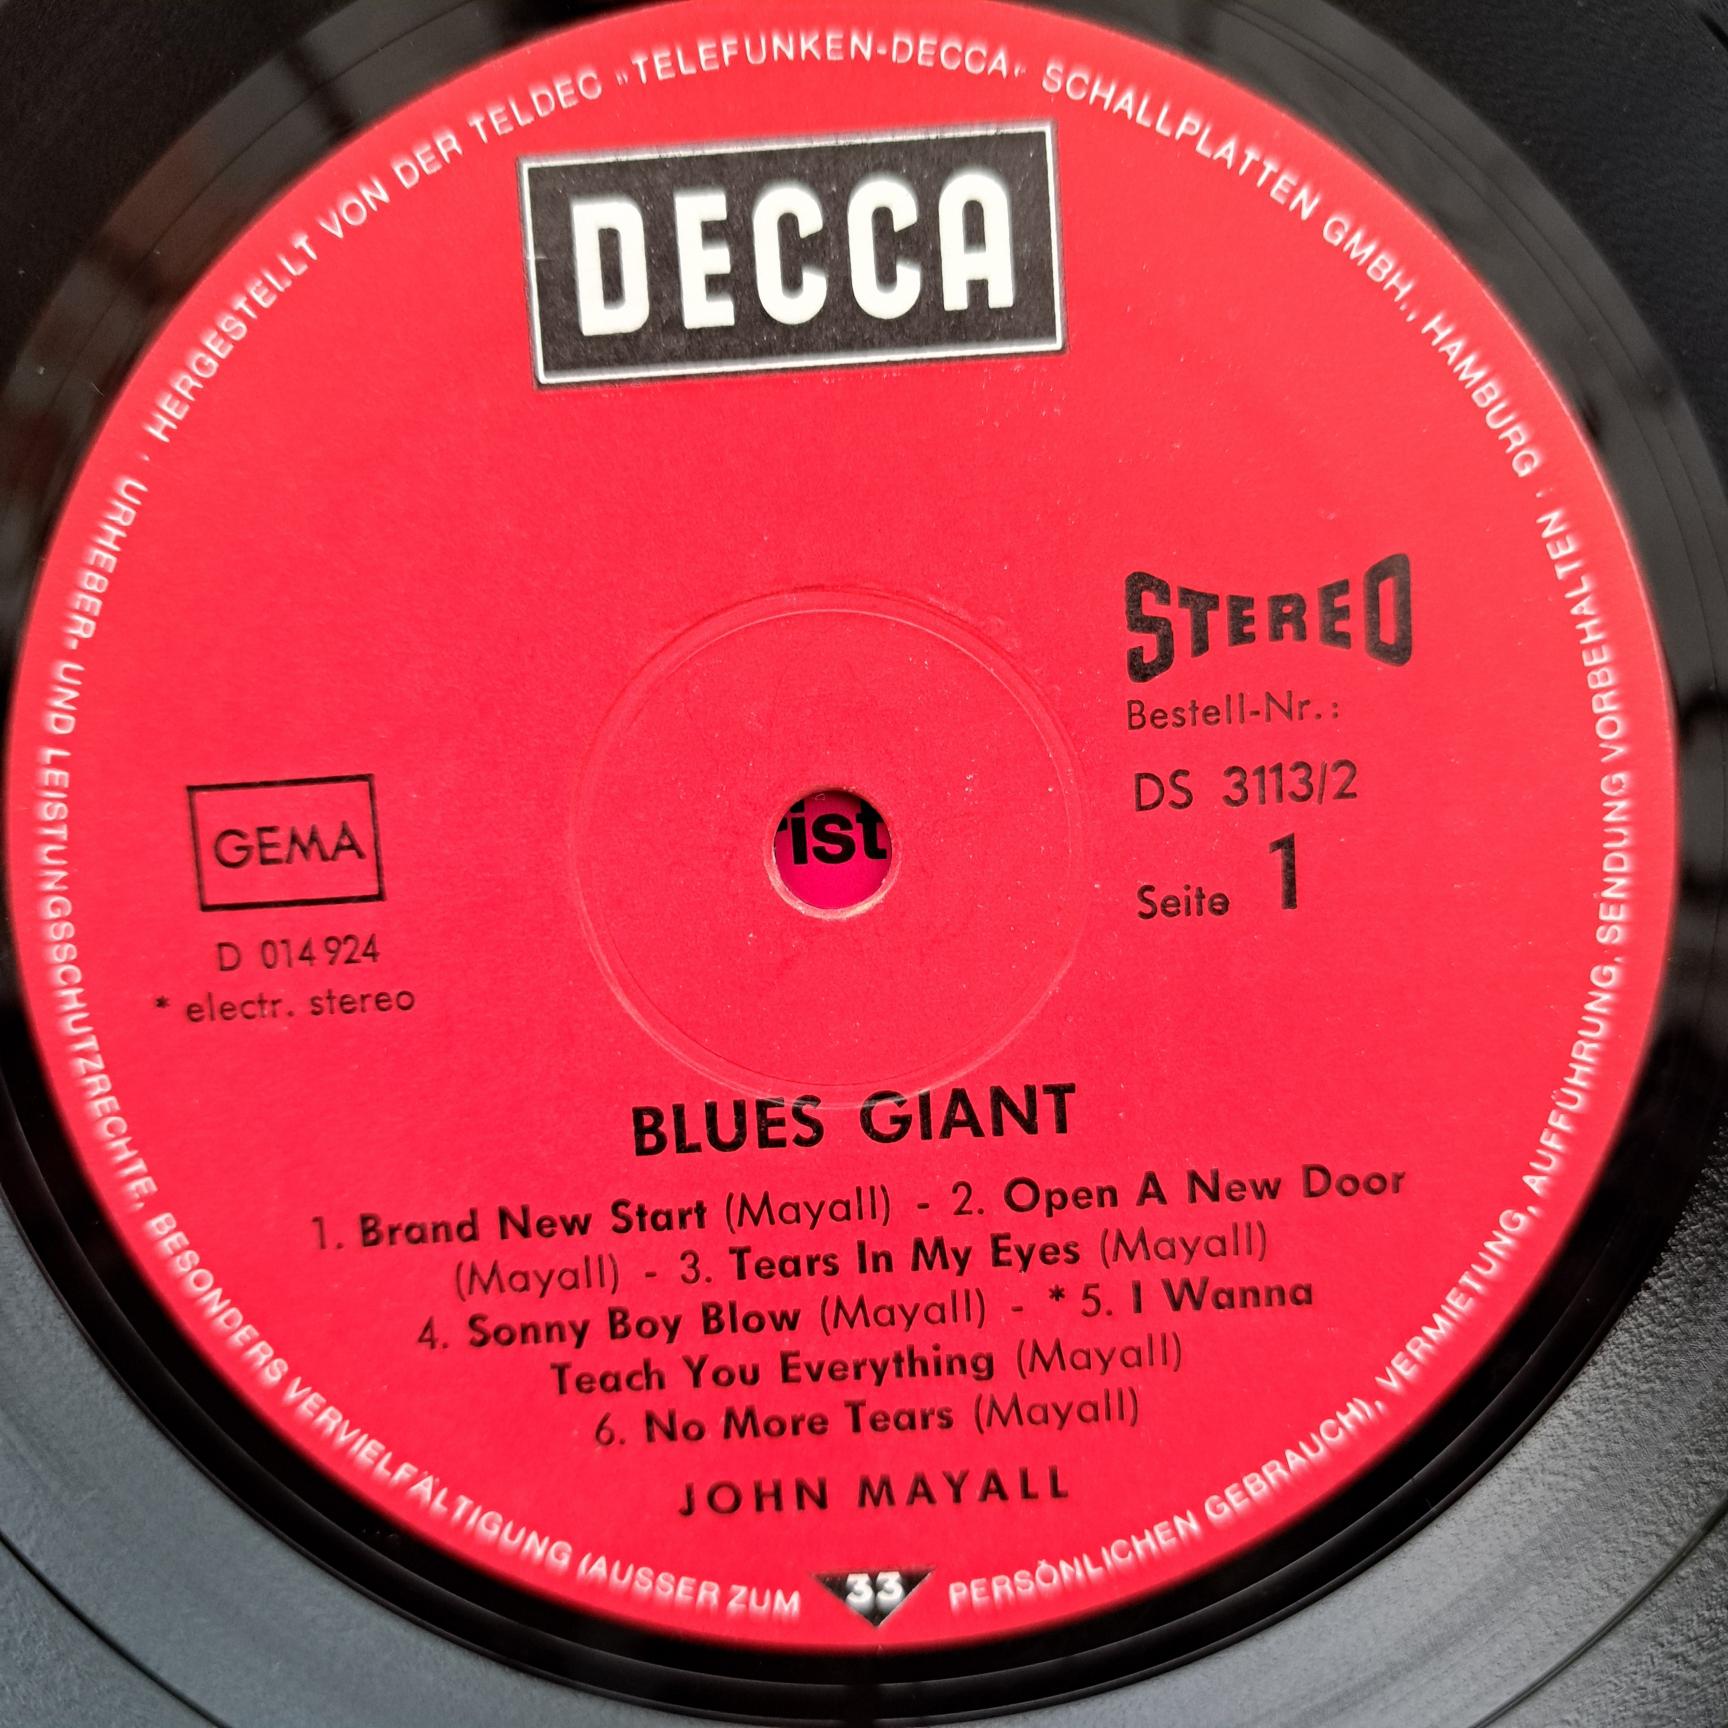 HERGESTELLT VON DER TELDEC »TELEFUNKEN-DECCA« SCHALLPLATTEN GMBH., HAMBURG ·
DECCA
STEREO
Bestell-Nr.:
DS 3113/2
Seite 1
GEMA
D 014924
* electr. stereo
rist
BLUES GIANT
1. Brand New Start (Mayall) - 2. Open A New Door
(Mayall) - 3. Tears In My Eyes (Mayall)
4. Sonny Boy Blow (Mayall) - * 5. I Wanna
Teach You Everything (Mayall)
6. No More Tears (Mayall)
JOHN MAYALL
33
URHEBER- UND LEISTUNGSSCHUTZRECHTE, BESONDERS VERVIELFÄLTIGUNG (AUSSER ZUM PERSÖNLICHEN GEBRAUCH), VERMIETUNG, AUFFÜHRUNG, SENDUNG VORBEHALTEN ·